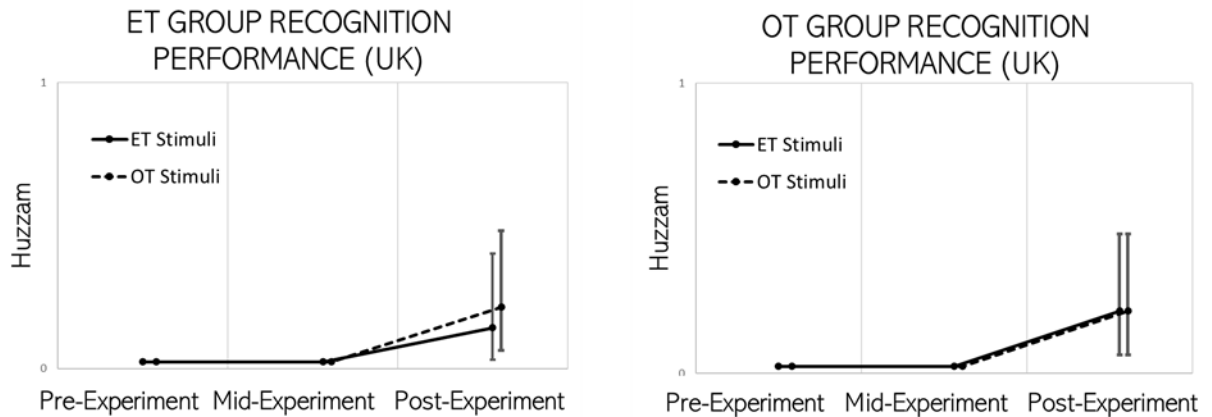 ET GROUP RECOGNITION
PERFORMANCE (UK)
1
ET Stimuli
OT Stimuli
Huzzam
0
Pre-Experiment Mid-Experiment Post-Experiment
OT GROUP RECOGNITION
PERFORMANCE (UK)
1
ET Stimuli
OT Stimuli
Huzzam
0
Pre-Experiment Mid-Experiment Post-Experiment